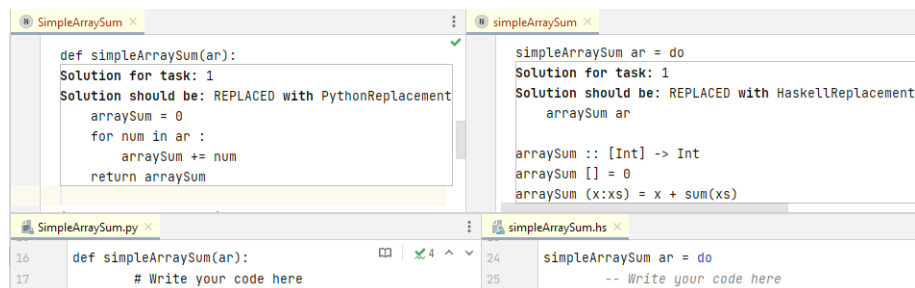 N SimpleArraySum
def simpleArraySum(ar):
Solution for task: 1
Solution should be: REPLACED with PythonReplacement
arraySum = 0
for num in ar :
arraySum += num
return arraySum
N simpleArraySum
simpleArraySum ar = do
Solution for task: 1
Solution should be: REPLACED with HaskellReplacement
arraySum ar
arraySum :: [Int] -> Int
arraySum [] = 0
arraySum (x:xs) = x + sum(xs)
SimpleArraySum.py
4
16 def simpleArraySum(ar):
17 # Write your code here
simpleArraySum.hs
24 simpleArraySum ar = do
25 -- Write your code here